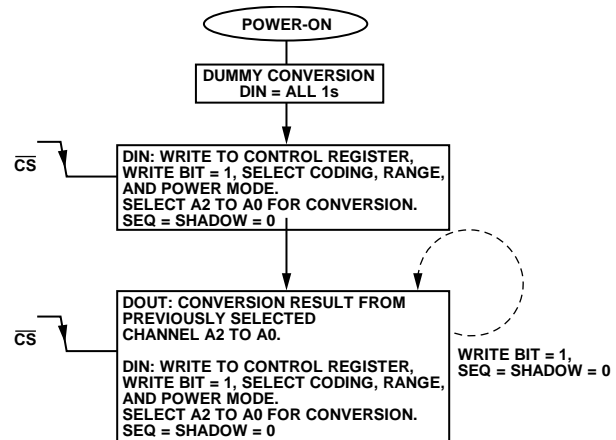 POWER-ON
DUMMY CONVERSION
DIN = ALL 1s
CS
DIN: WRITE TO CONTROL REGISTER,
WRITE BIT = 1, SELECT CODING, RANGE,
AND POWER MODE.
SELECT A2 TO A0 FOR CONVERSION.
SEQ = SHADOW = 0
CS
DOUT: CONVERSION RESULT FROM
PREVIOUSLY SELECTED
CHANNEL A2 TO A0.
DIN: WRITE TO CONTROL REGISTER,
WRITE BIT = 1, SELECT CODING, RANGE,
AND POWER MODE.
SELECT A2 TO A0 FOR CONVERSION.
SEQ = SHADOW = 0
WRITE BIT = 1,
SEQ = SHADOW = 0